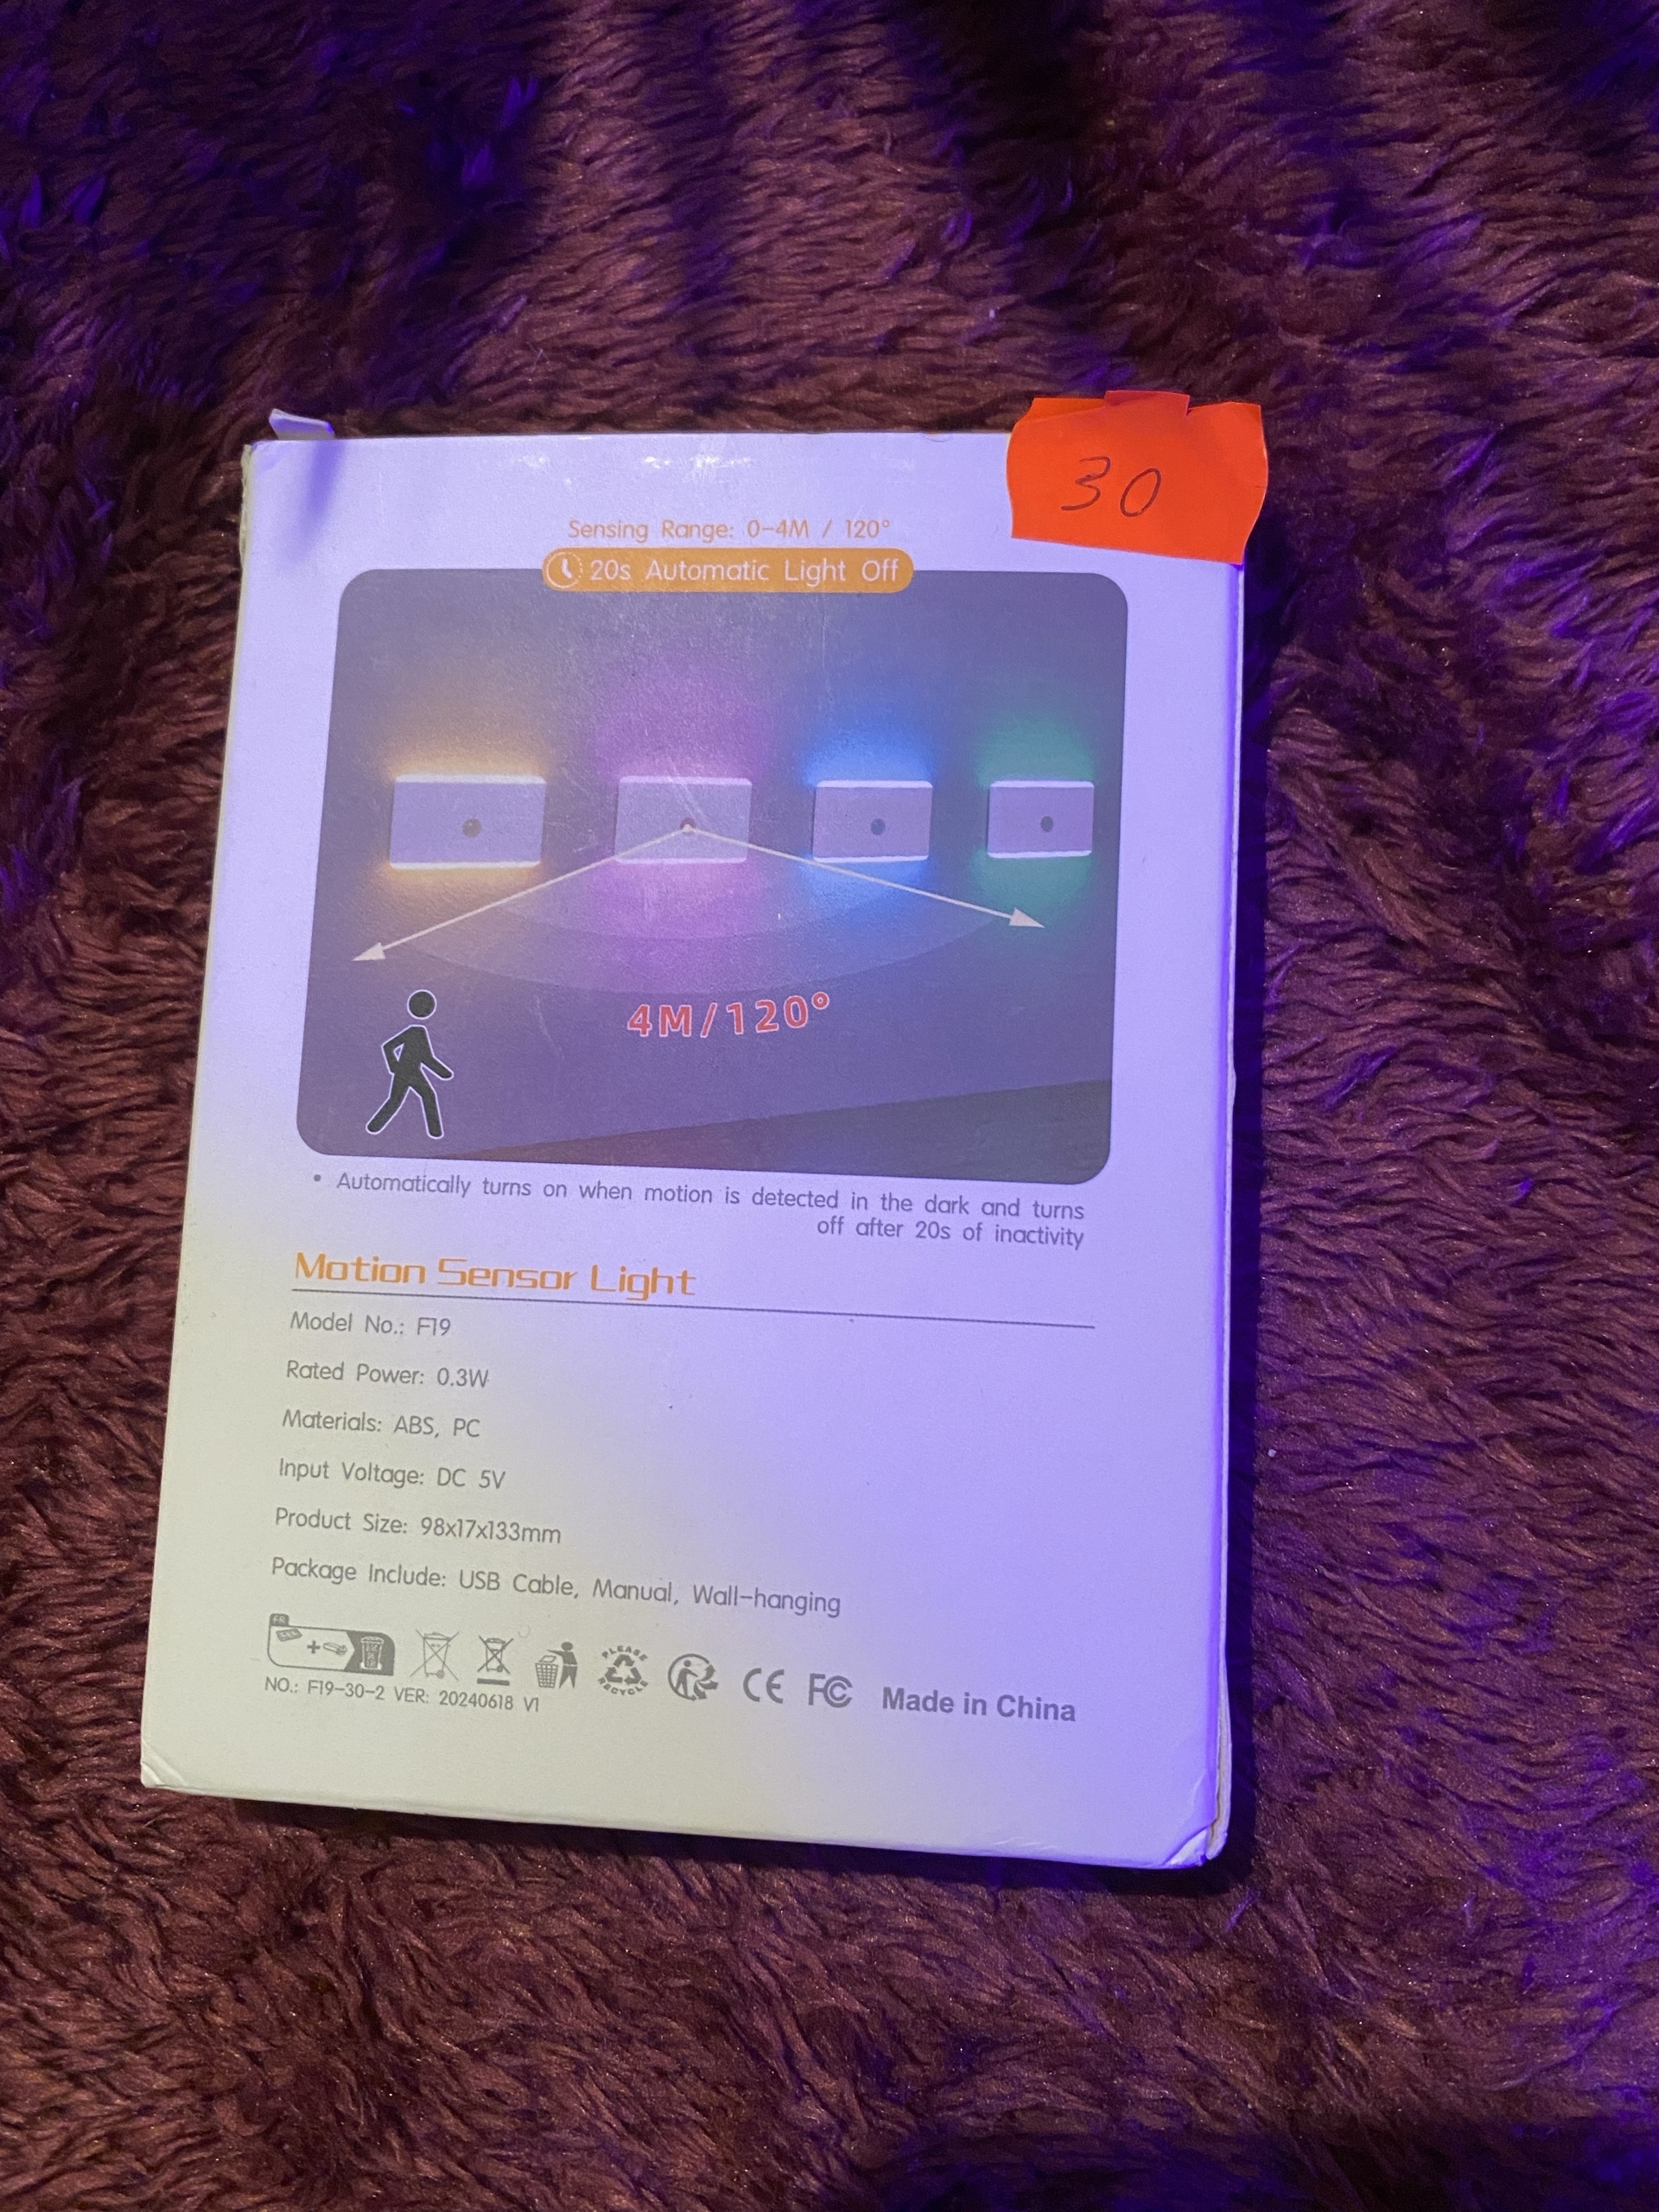 30
Sensing Range: 0-4M / 120°
20s Automatic Light Off
4M/120°
• Automatically turns on when motion is detected in the dark and turns
off after 20s of inactivity
Motion Sensor Light
Model No.: F19
Rated Power: 0.3W
Materials: ABS, PC
Input Voltage: DC 5V
Product Size: 98x17x133mm
Package Include: USB Cable, Manual, Wall-hanging
FR
PLEASE
RECYCLE
CE FC Made in China
NO.: F19-30-2 VER: 20240618 V1